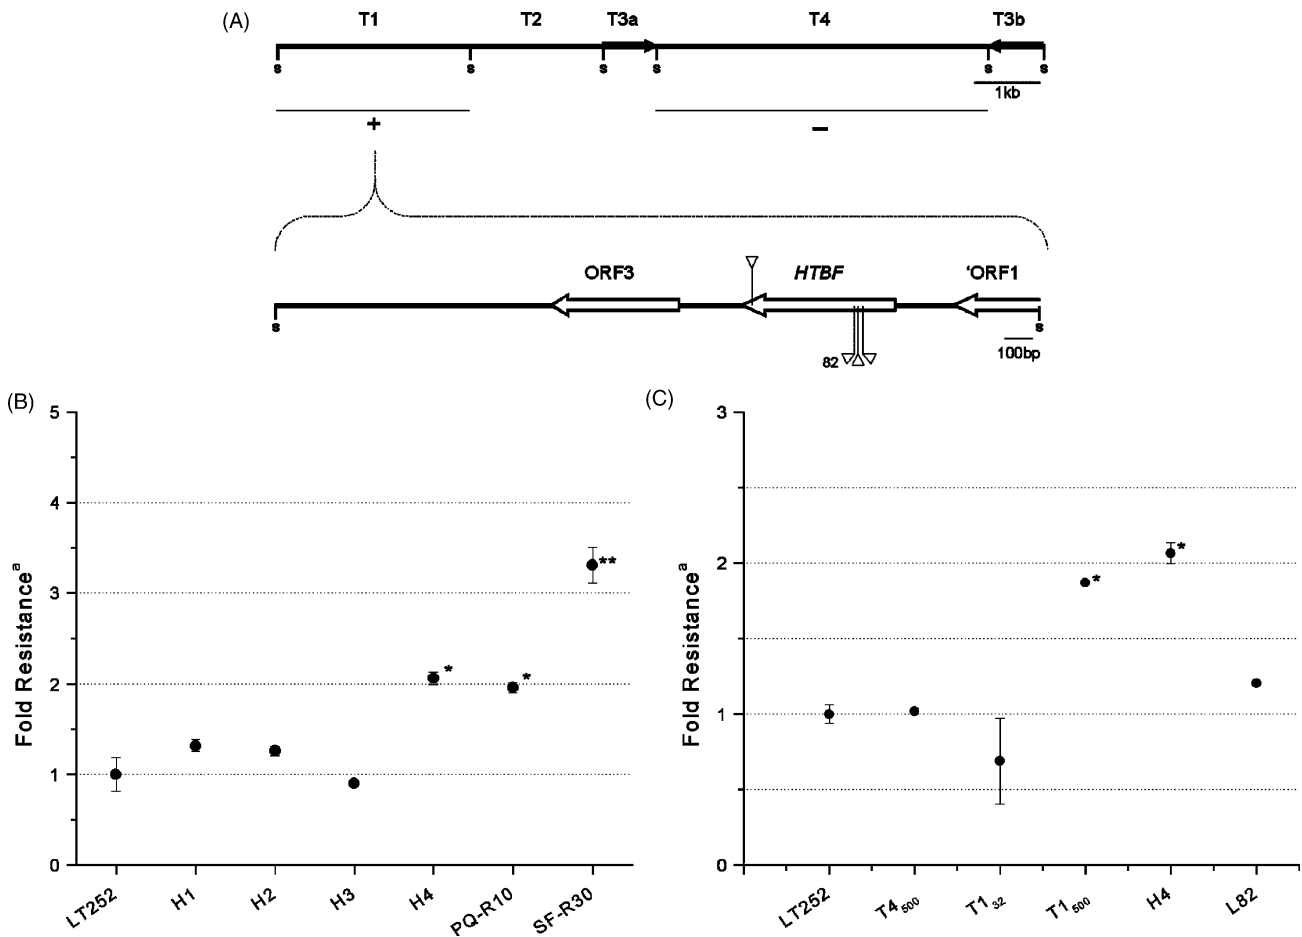 (A)
T1 T2 T3a T4 T3b
s s s s s s
1kb
+ −
ORF3 HTBF 'ORF1
s s
100bp
82
(B)
Fold Resistanceª
5
4
3
2
1
0
* * **
LT252 H1 H2 H3 H4 PQ-R10 SF-R30
(C)
Fold Resistanceª
3
2
1
0
* *
LT252 T4₅₀₀ T1₃₂ T1₅₀₀ H4 L82